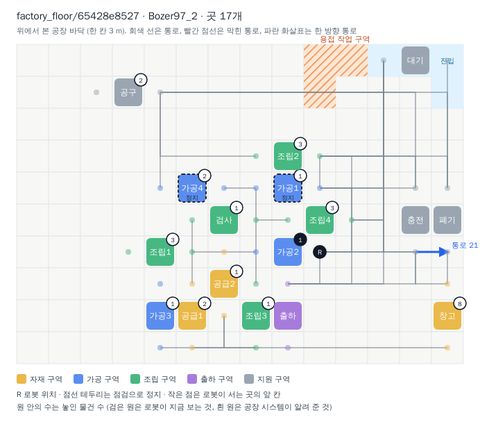 factory_floor/65428e8527 · Bozer97_2 · 곳 17개
위에서 본 공장 바닥 (한 칸 3 m). 회색 선은 통로, 빨간 점선은 막힌 통로, 파란 화살표는 한 방향 통로
용접 작업 구역
대기
진입
공구 2
조립2 3
가공4 2
정지
가공1 1
정지
검사 1
조립4 3
충전
폐기
조립1 3
가공2 1
R
통로 21
공급2 1
가공3 1
공급1 2
조립3 1
출하
창고 8
자재 구역
가공 구역
조립 구역
출하 구역
지원 구역
R 로봇 위치 · 점선 테두리는 점검으로 정지 · 작은 점은 로봇이 서는 곳의 앞 칸
원 안의 수는 놓인 물건 수 (검은 원은 로봇이 지금 보는 것, 흰 원은 공장 시스템이 알려 준 것)